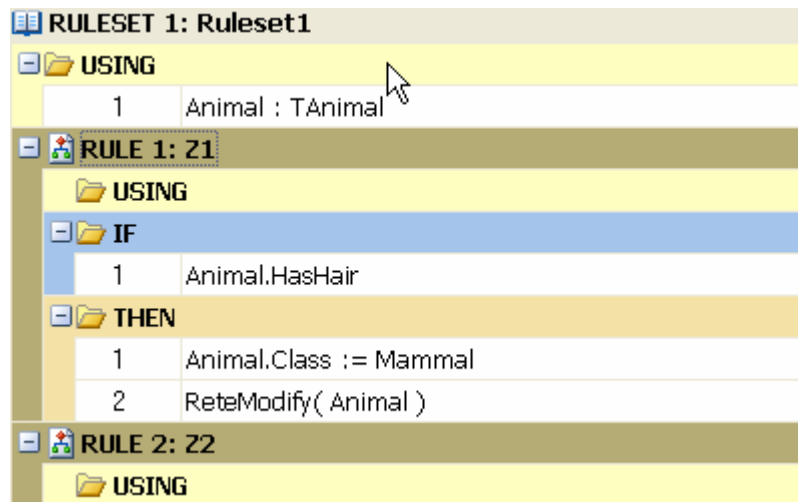 RULESET 1: Ruleset1
USING
1 Animal : TAnimal
RULE 1: Z1
USING
IF
1 Animal.HasHair
THEN
1 Animal.Class := Mammal
2 ReteModify( Animal )
RULE 2: Z2
USING